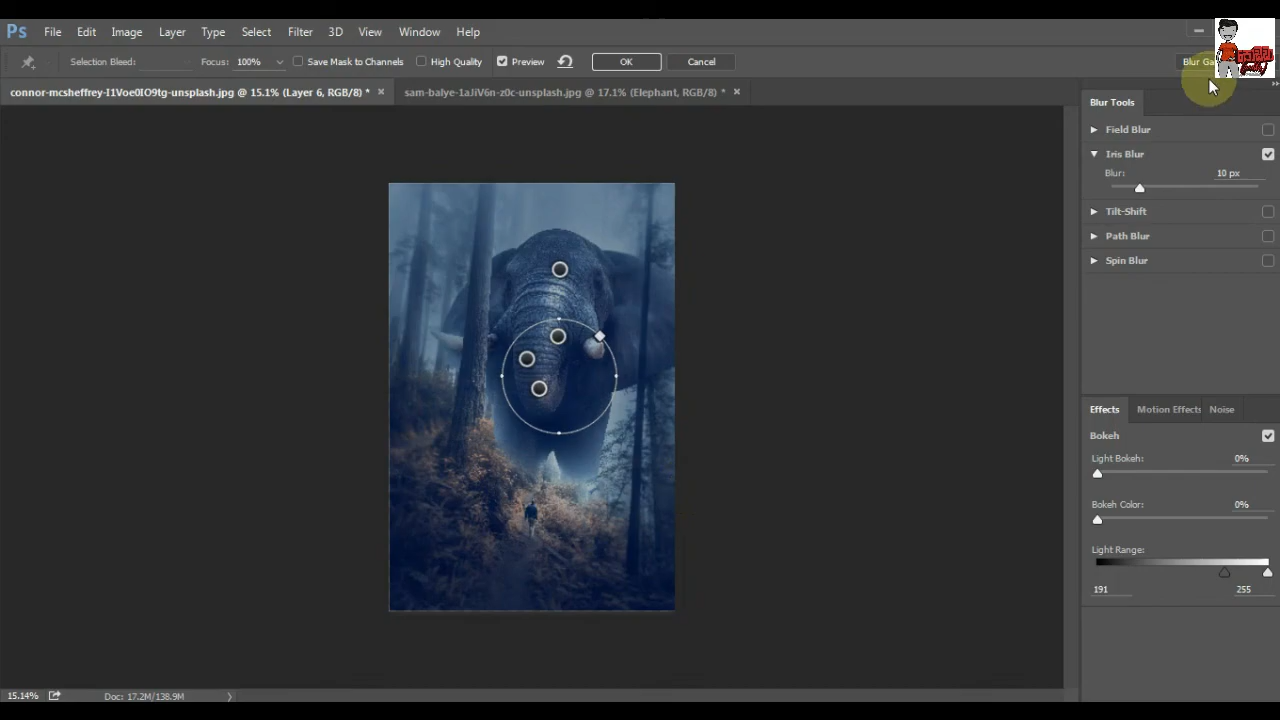 Ps File Edit Image Layer Type Select Filter 3D View Window Help
Selection Bleed: Focus: 100% Save Mask to Channels High Quality Preview OK Cancel Blur Ga
connor-mcsheffrey-I1Voe0IO9tg-unsplash.jpg @ 15.1% (Layer 6, RGB/8) * × sam-balye-1aJiV6n-z0c-unsplash.jpg @ 17.1% (Elephant, RGB/8) * ×
Blur Tools
Field Blur
Iris Blur
Blur: 10 px
Tilt-Shift
Path Blur
Spin Blur
Effects Motion Effects Noise
Bokeh
Light Bokeh: 0%
Bokeh Color: 0%
Light Range:
191 255
15.14% Doc: 17.2M/138.9M